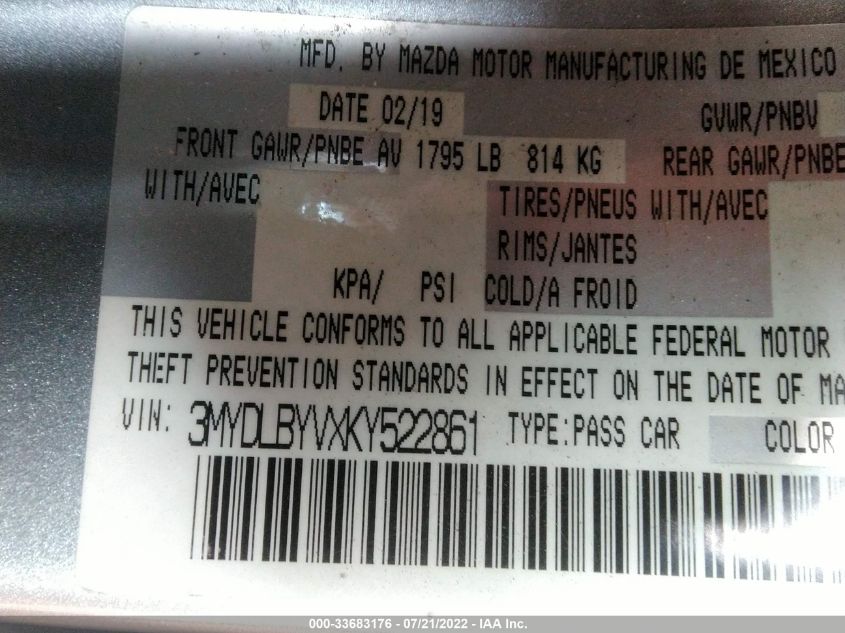 MFD. BY MAZDA MOTOR MANUFACTURING DE MEXICO
DATE 02/19 GVWR/PNBV
FRONT GAWR/PNBE AV 1795 LB 814 KG REAR GAWR/PNBE
WITH/AVEC TIRES/PNEUS WITH/AVEC
RIMS/JANTES
KPA/ PSI COLD/A FROID
THIS VEHICLE CONFORMS TO ALL APPLICABLE FEDERAL MOTOR
THEFT PREVENTION STANDARDS IN EFFECT ON THE DATE OF MA
VIN: 3MYDLBYVXKY522861 TYPE:PASS CAR COLOR
000-33683176 - 07/21/2022 - IAA Inc.